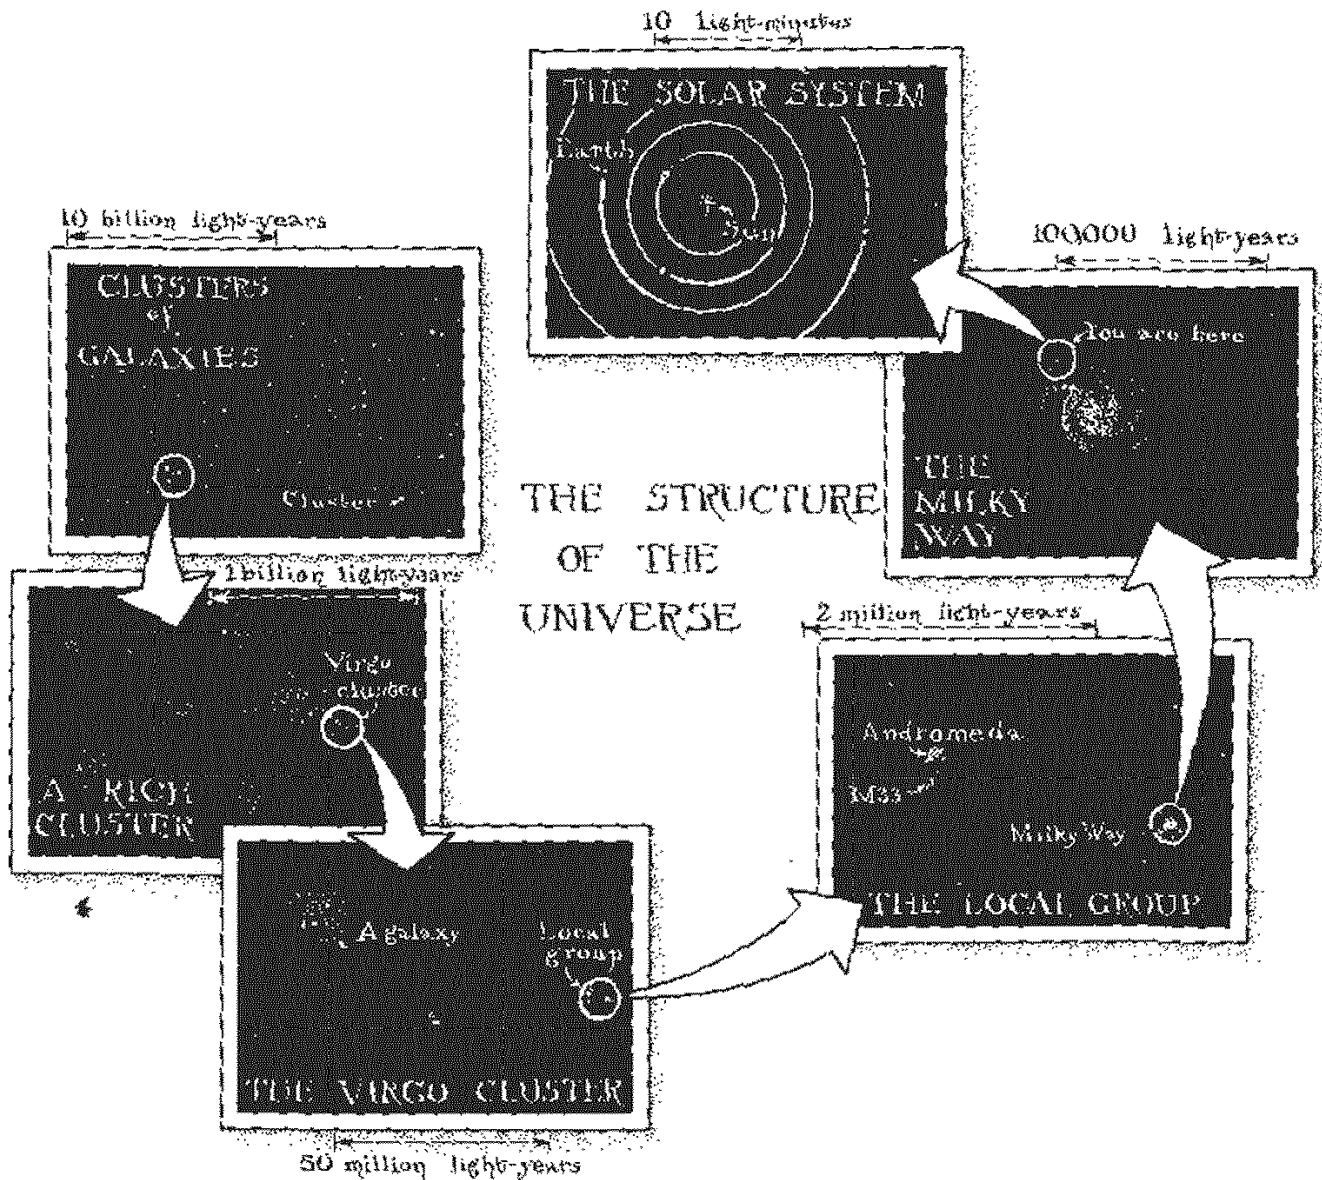 10 Light-minutes
THE SOLAR SYSTEM
Earth
Sun
10 billion light-years
CLUSTERS
of
GALAXIES
Cluster
100,000 light-years
You are here
THE
MILKY
WAY
THE STRUCTURE
OF THE
UNIVERSE
1 billion light-years
Virgo
cluster
A RICH
CLUSTER
2 million light-years
Andromeda
M33
Milky Way
THE LOCAL GROUP
A galaxy
Local
group
THE VIRGO CLUSTER
50 million light-years